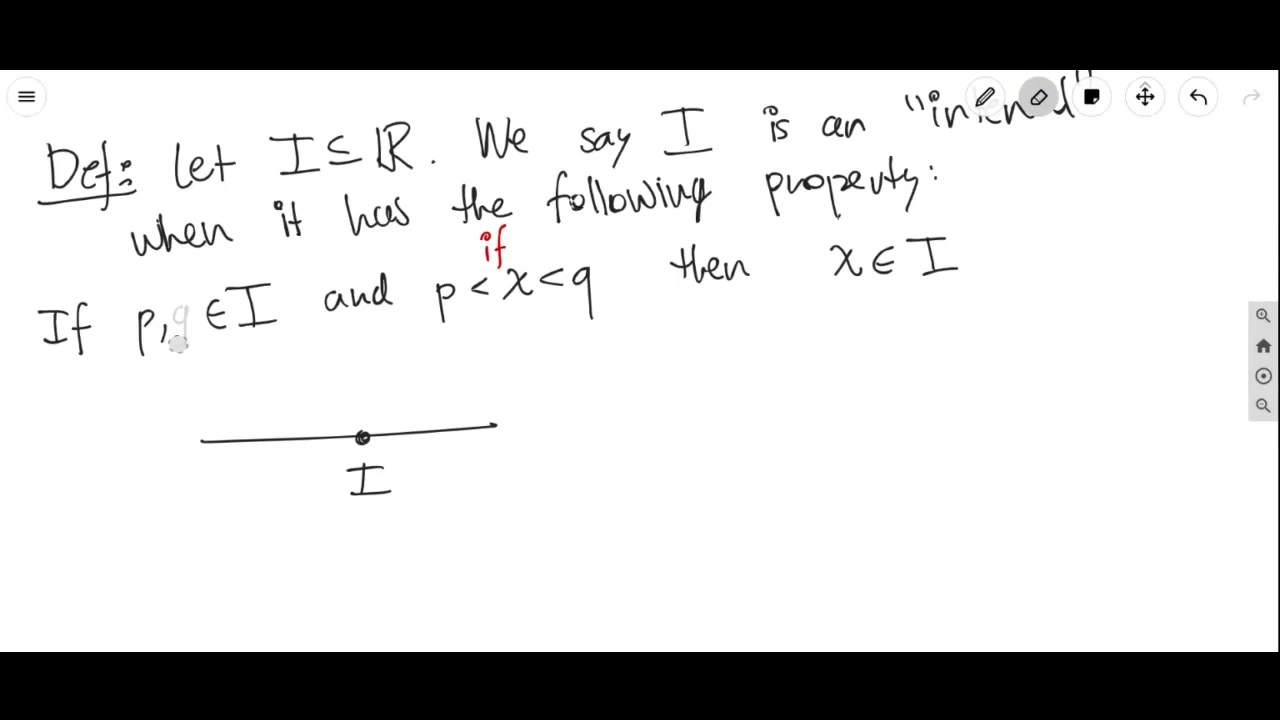 Def: let I ⊆ ℝ. We say I is an "interval"
when it has the following property:
if
If p, q ∈ I and p < x < q then x ∈ I
I